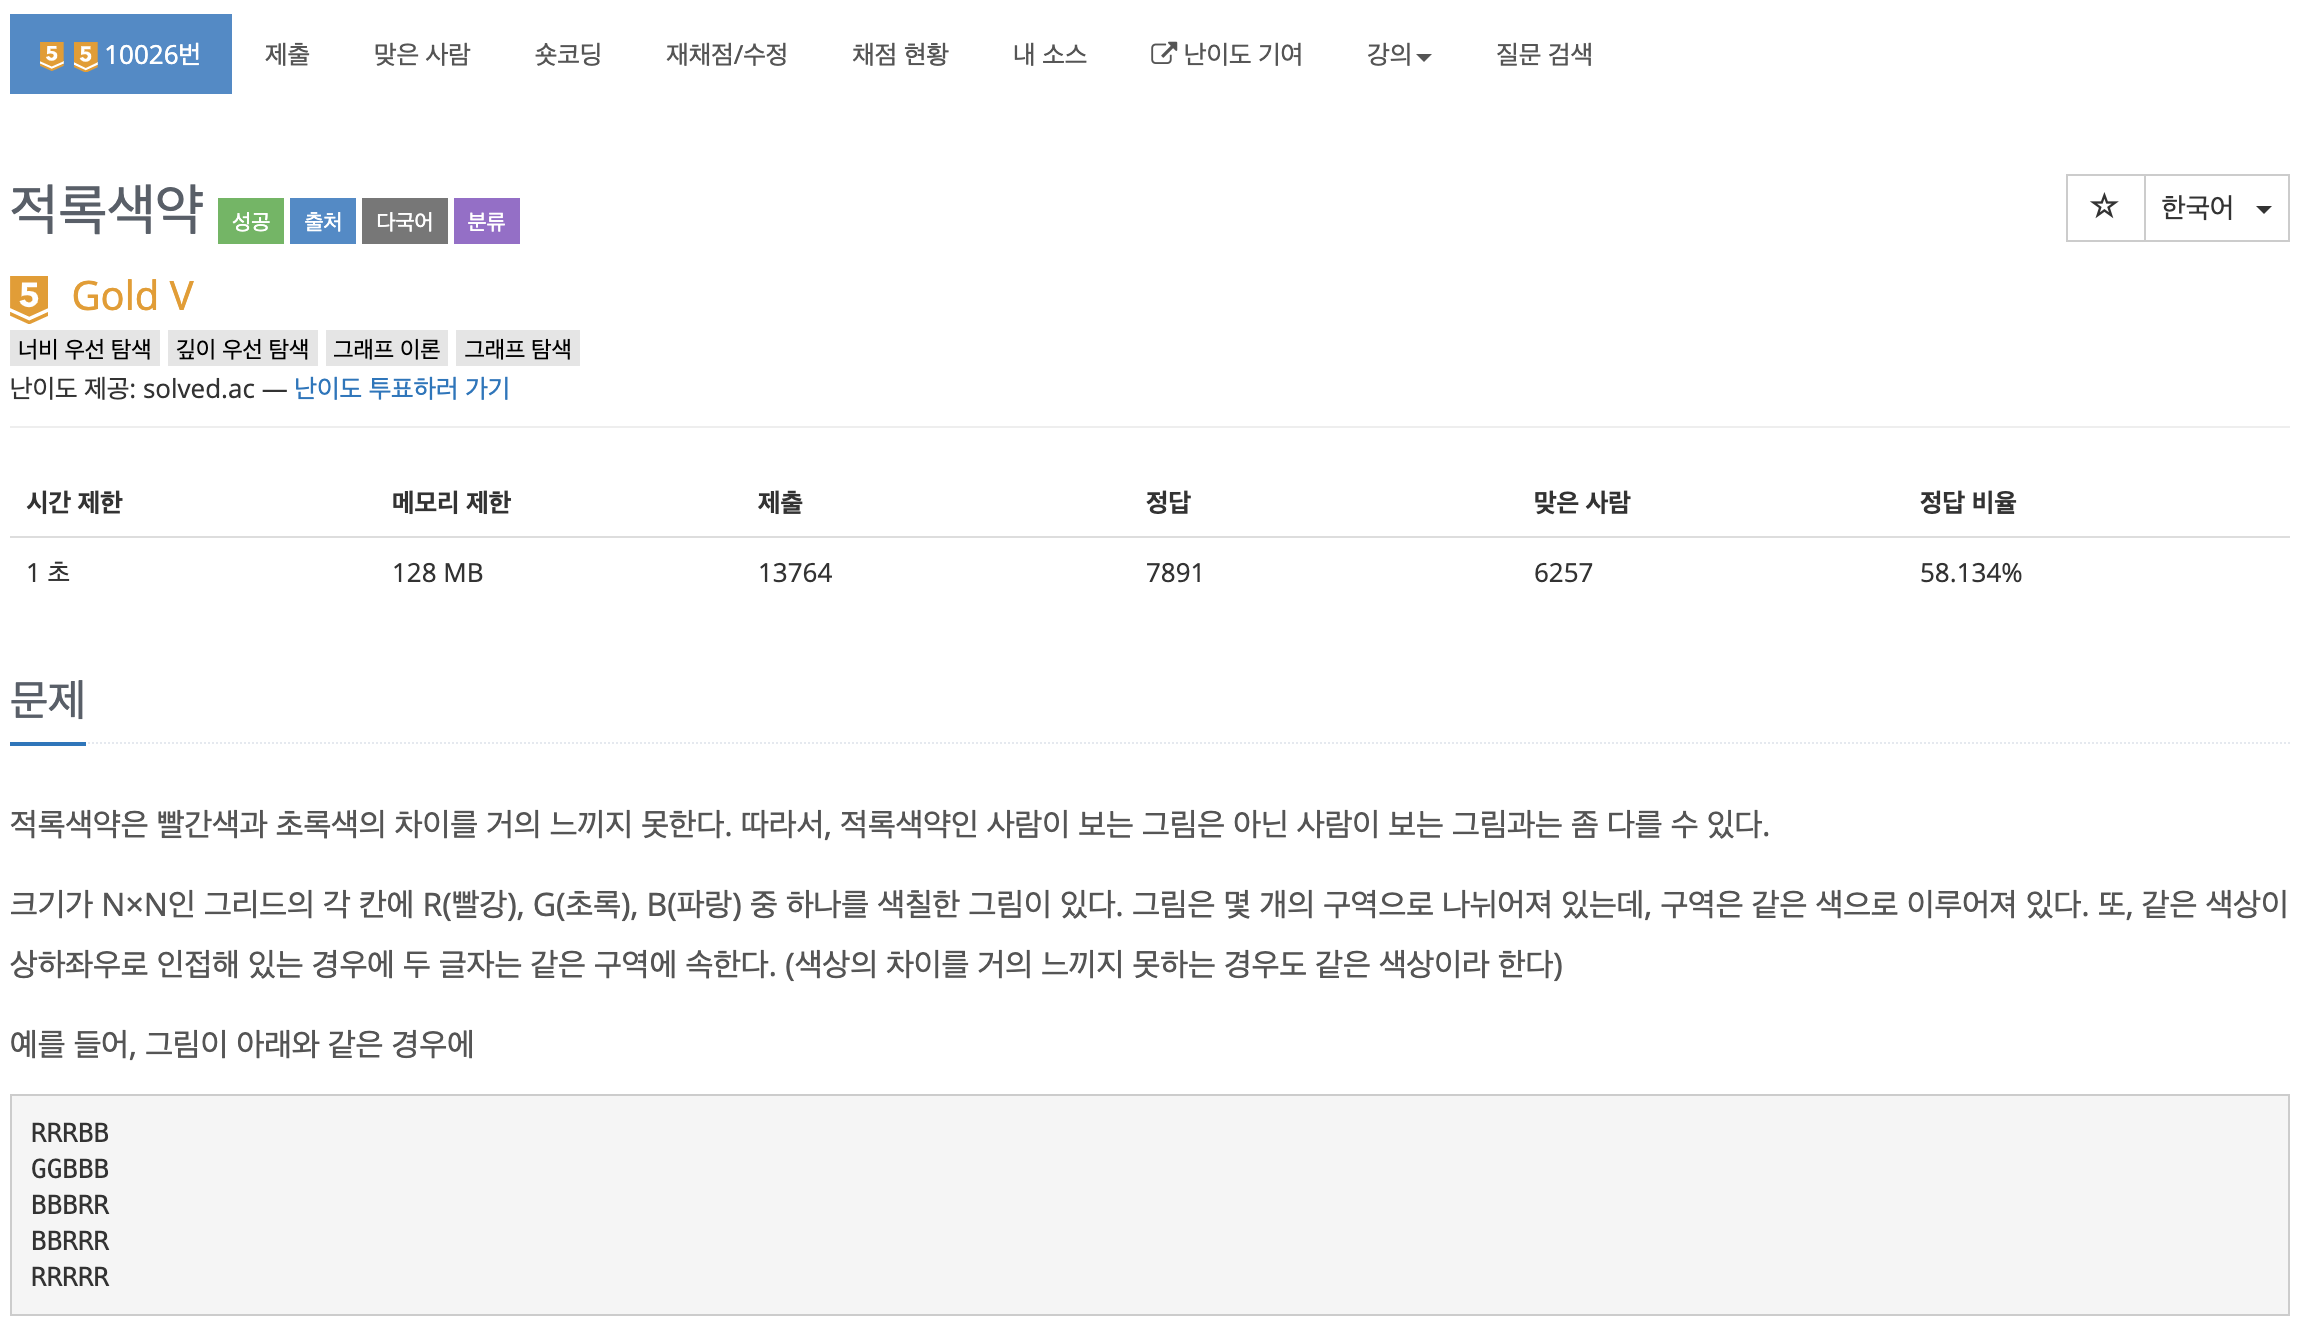 5 5 10026번 제출 맞은 사람 숏코딩 재채점/수정 채점 현황 내 소스 난이도 기여 강의 질문 검색
적록색약 성공 출처 다국어 분류 ☆ 한국어
5 Gold V
너비 우선 탐색 깊이 우선 탐색 그래프 이론 그래프 탐색
난이도 제공: solved.ac — 난이도 투표하러 가기
시간 제한 메모리 제한 제출 정답 맞은 사람 정답 비율
1 초 128 MB 13764 7891 6257 58.134%
문제
적록색약은 빨간색과 초록색의 차이를 거의 느끼지 못한다. 따라서, 적록색약인 사람이 보는 그림은 아닌 사람이 보는 그림과는 좀 다를 수 있다.
크기가 N×N인 그리드의 각 칸에 R(빨강), G(초록), B(파랑) 중 하나를 색칠한 그림이 있다. 그림은 몇 개의 구역으로 나뉘어져 있는데, 구역은 같은 색으로 이루어져 있다. 또, 같은 색상이
상하좌우로 인접해 있는 경우에 두 글자는 같은 구역에 속한다. (색상의 차이를 거의 느끼지 못하는 경우도 같은 색상이라 한다)
예를 들어, 그림이 아래와 같은 경우에
RRRBB
GGBBB
BBBRR
BBRRR
RRRRR